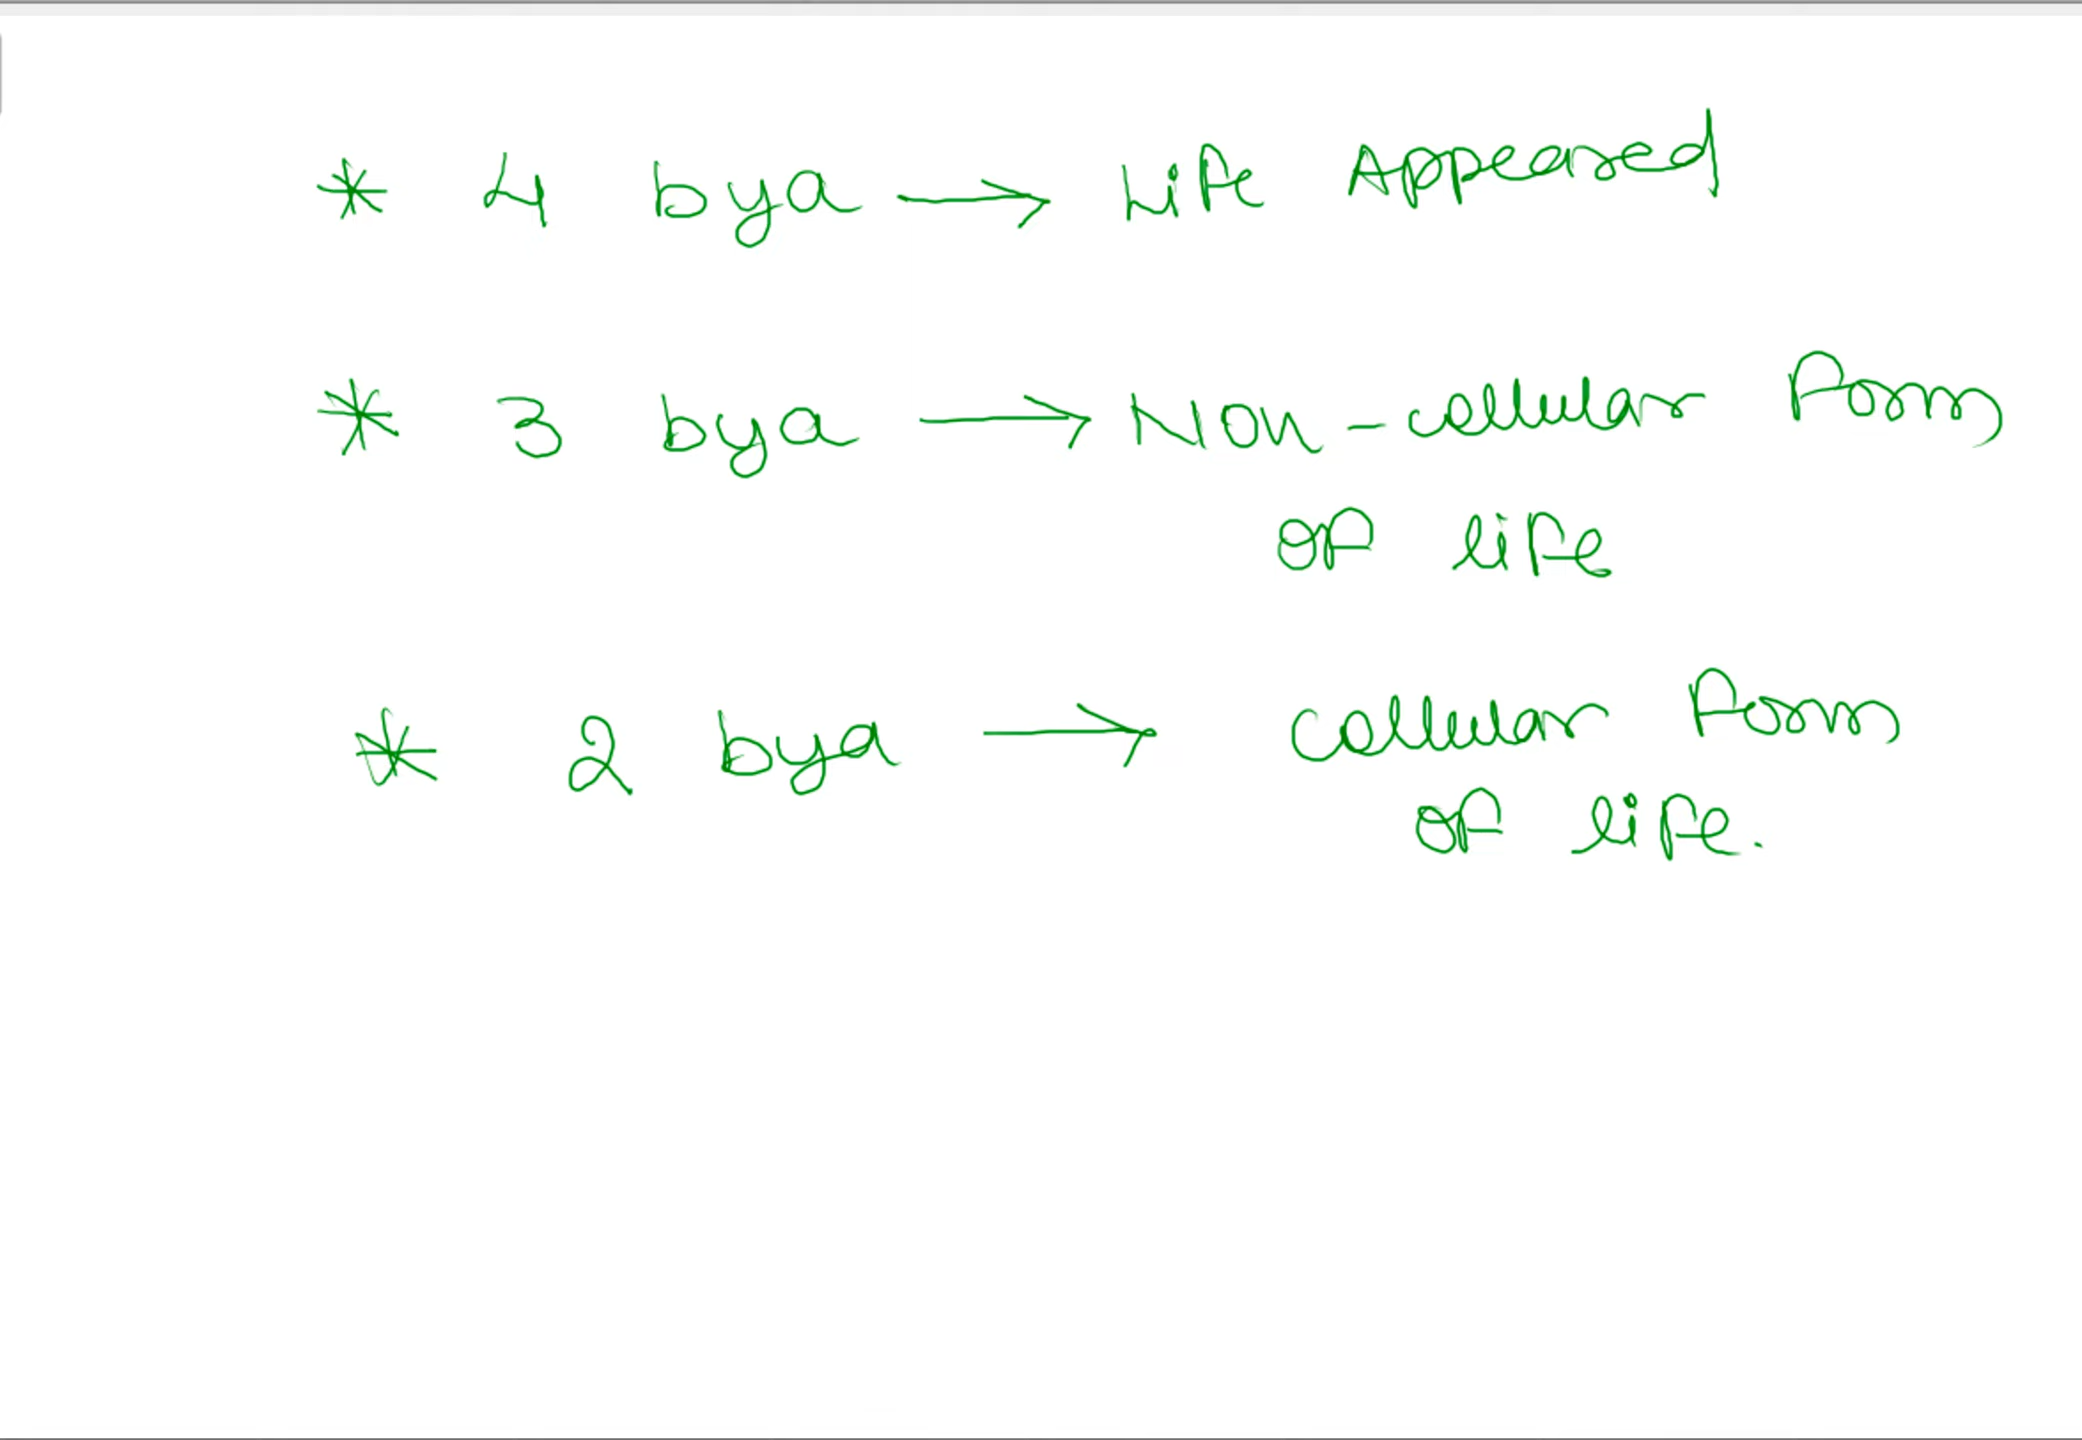 * 4 bya → Life Appeared
* 3 bya → Non-cellular form
of life
* 2 bya → cellular form
of life.